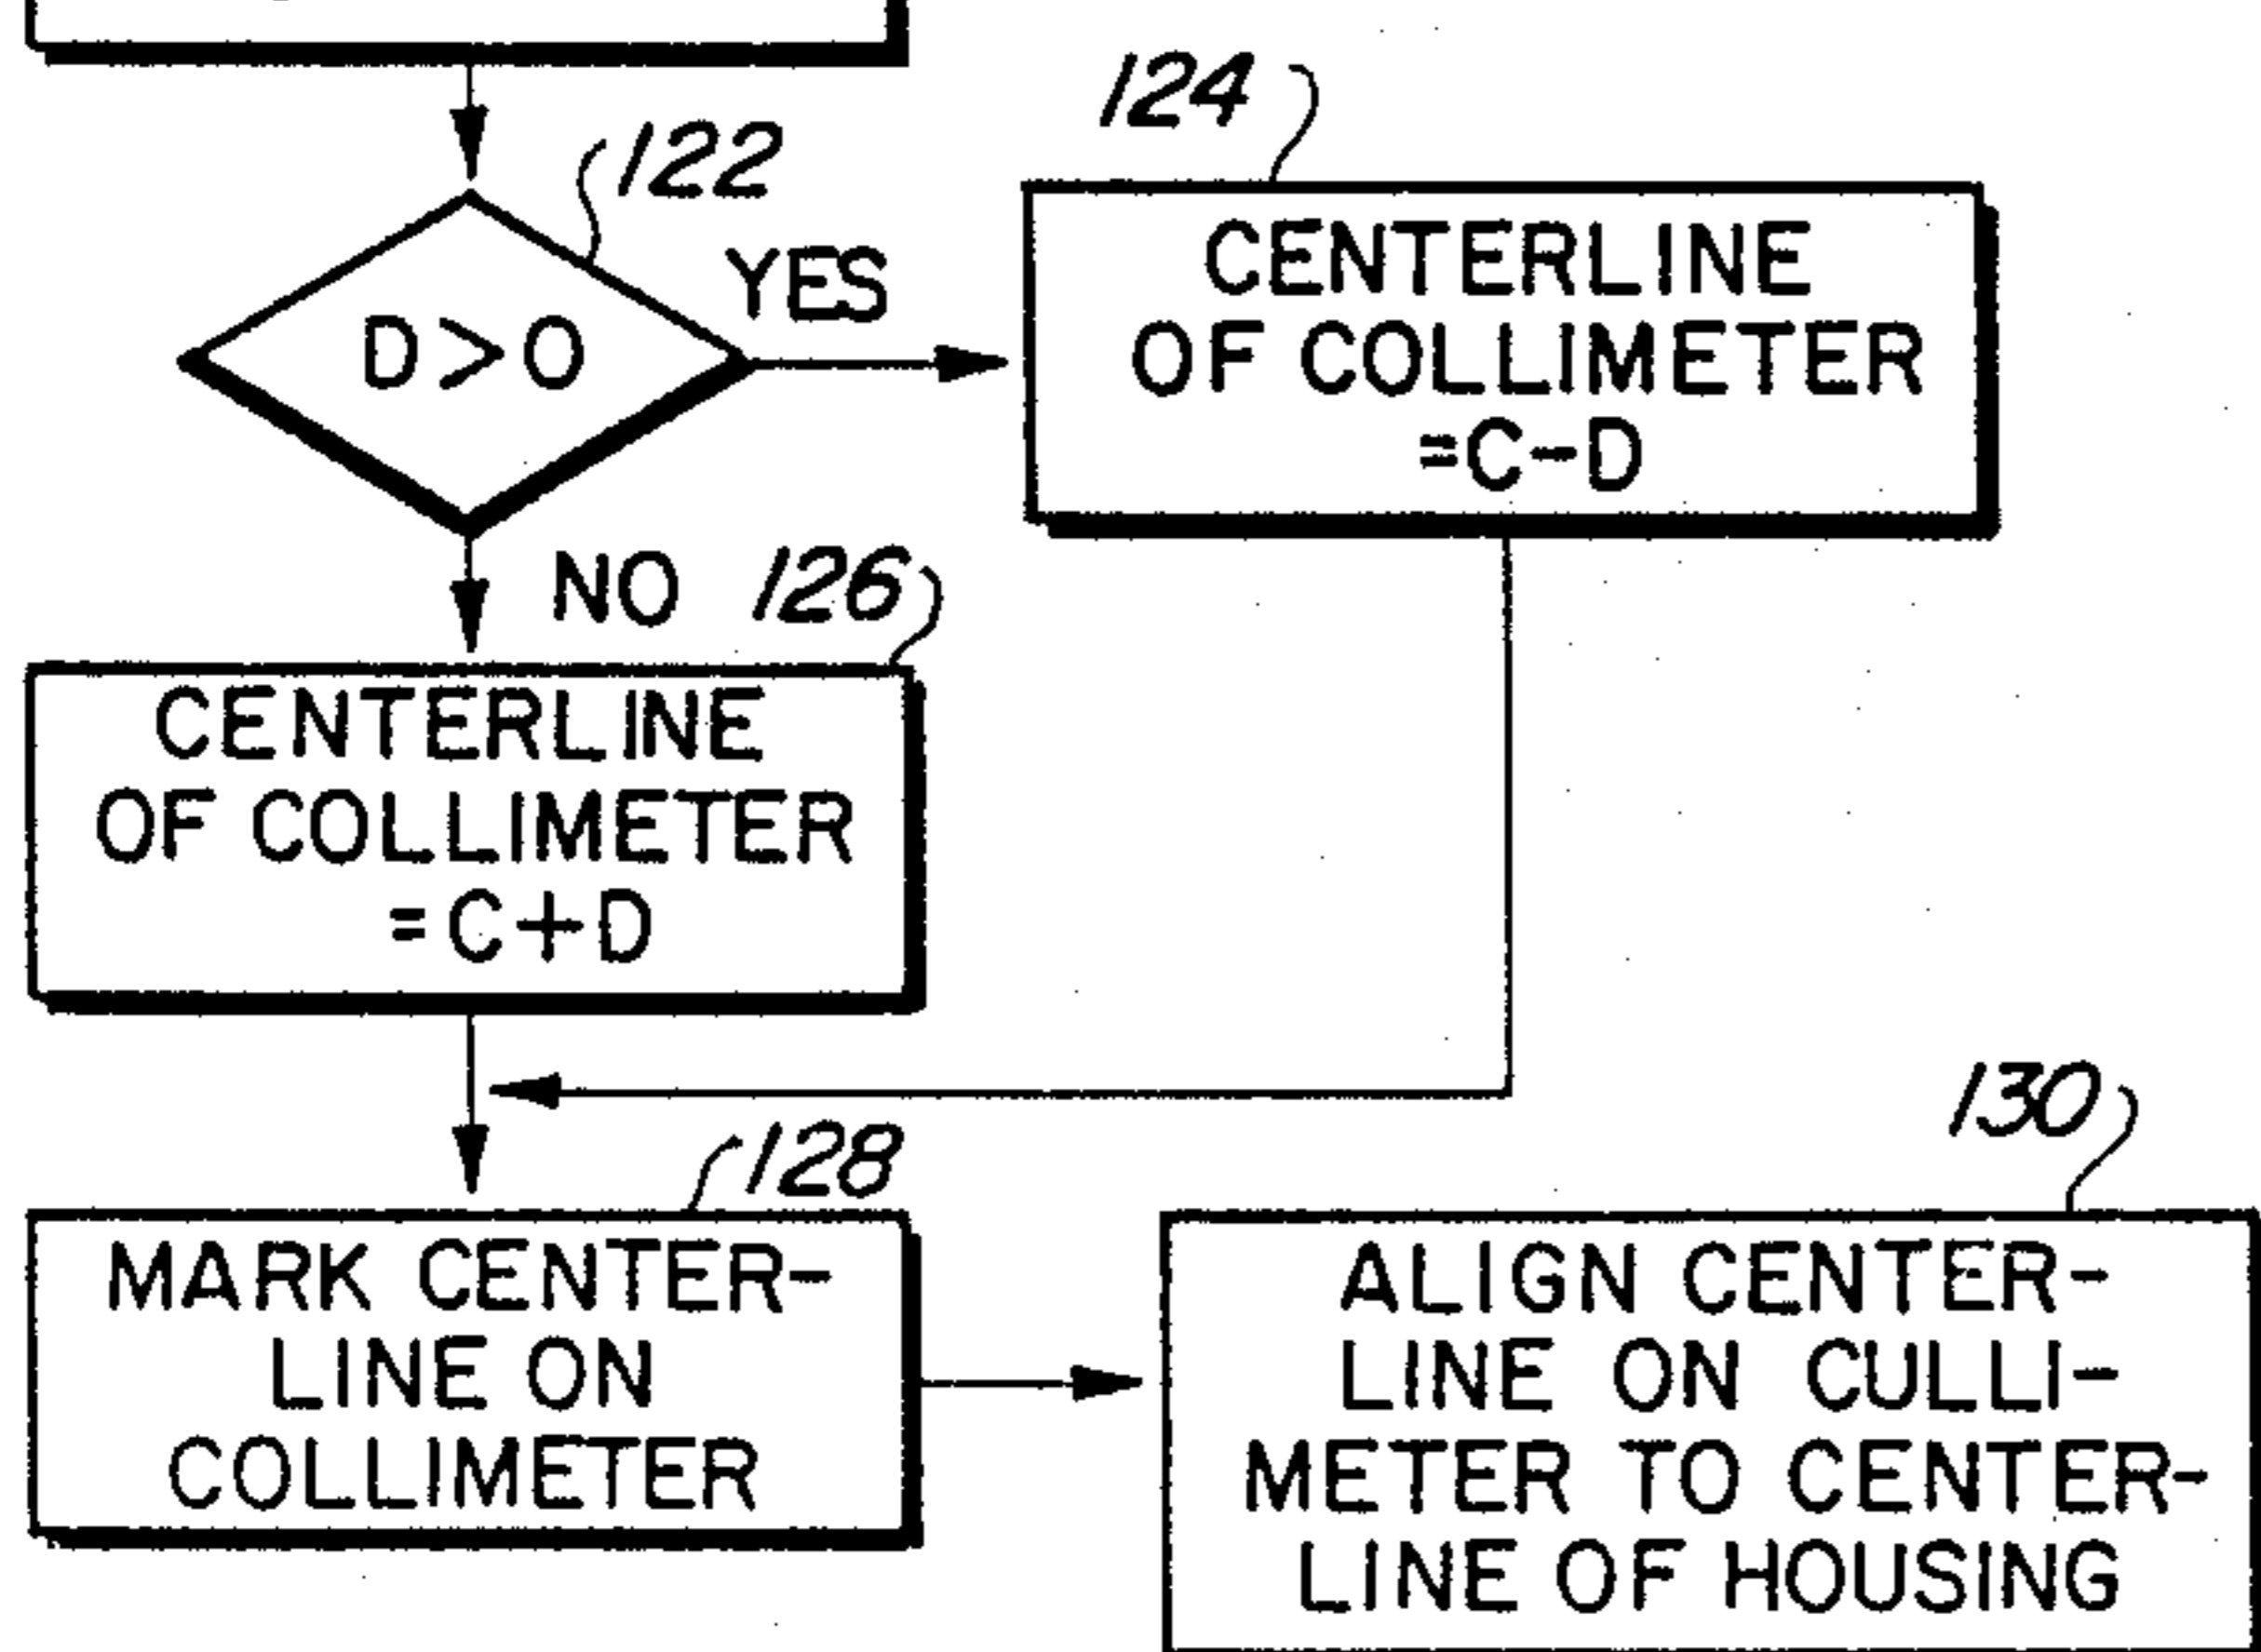 122
D>0
YES
124
CENTERLINE
OF COLLIMETER
=C-D
NO
126
CENTERLINE
OF COLLIMETER
=C+D
128
MARK CENTER-
LINE ON
COLLIMETER
130
ALIGN CENTER-
LINE ON CULLI-
METER TO CENTER-
LINE OF HOUSING